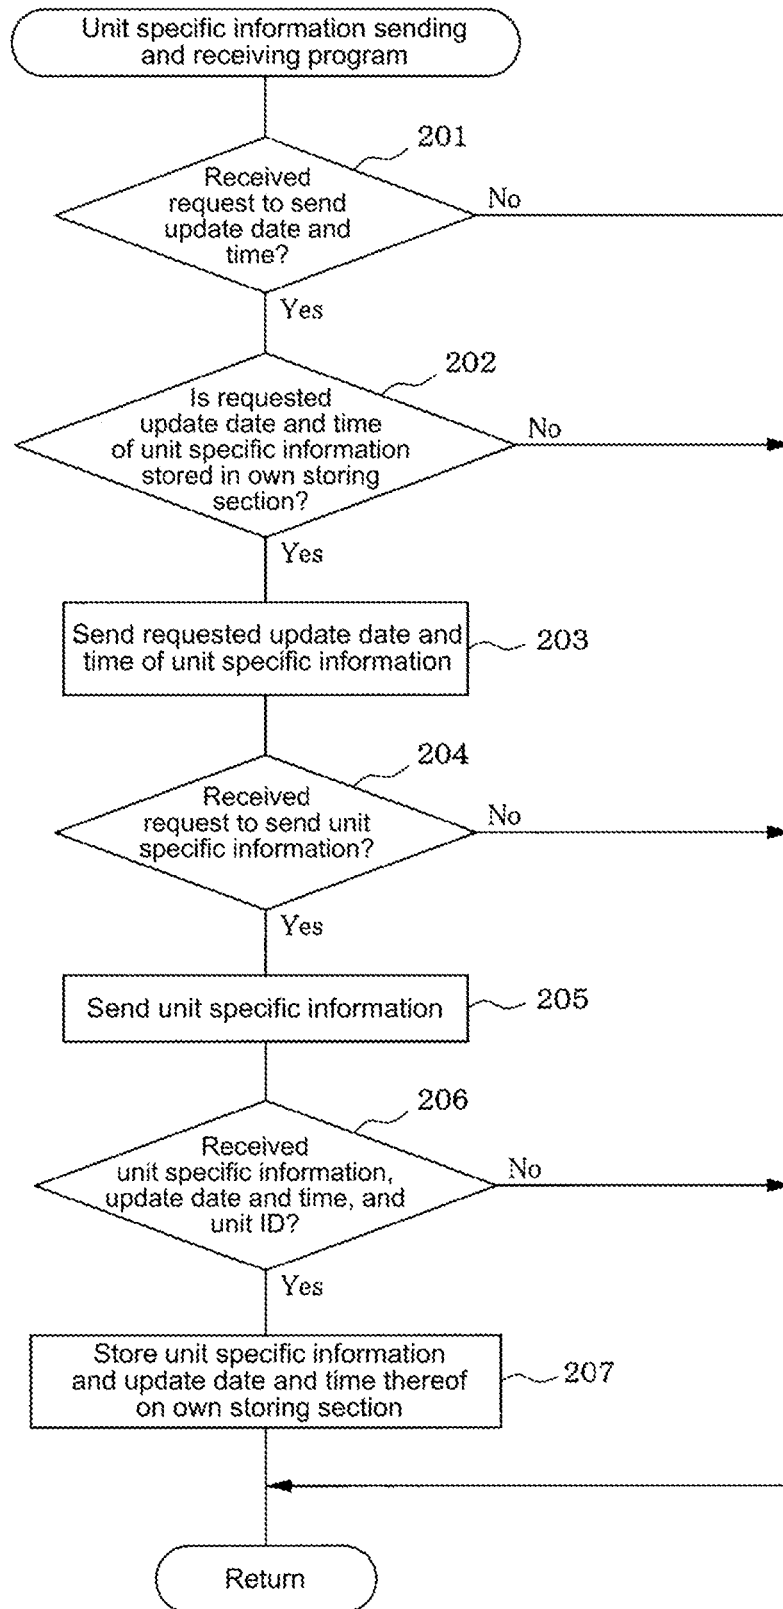 Unit specific information sending
and receiving program
201
Received
request to send
update date and
time?
No
Yes
202
Is requested
update date and time
of unit specific information
stored in own storing
section?
No
Yes
Send requested update date and
time of unit specific information
203
204
Received
request to send unit
specific information?
No
Yes
Send unit specific information
205
206
Received
unit specific information,
update date and time, and
unit ID?
No
Yes
Store unit specific information
and update date and time thereof
on own storing section
207
Return